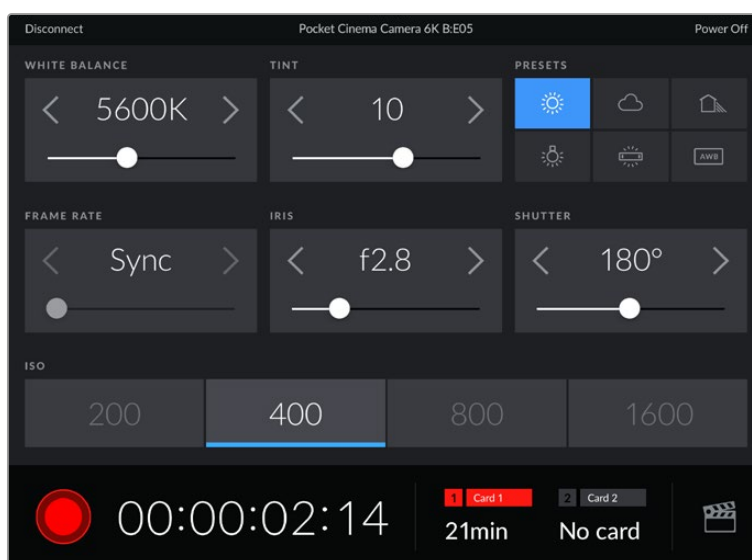 Disconnect Pocket Cinema Camera 6K B:E05 Power Off
WHITE BALANCE TINT PRESETS
5600K 10
AWB
FRAME RATE IRIS SHUTTER
Sync f2.8 180°
ISO
200 400 800 1600
00:00:02:14
1 Card 1 2 Card 2
21min No card